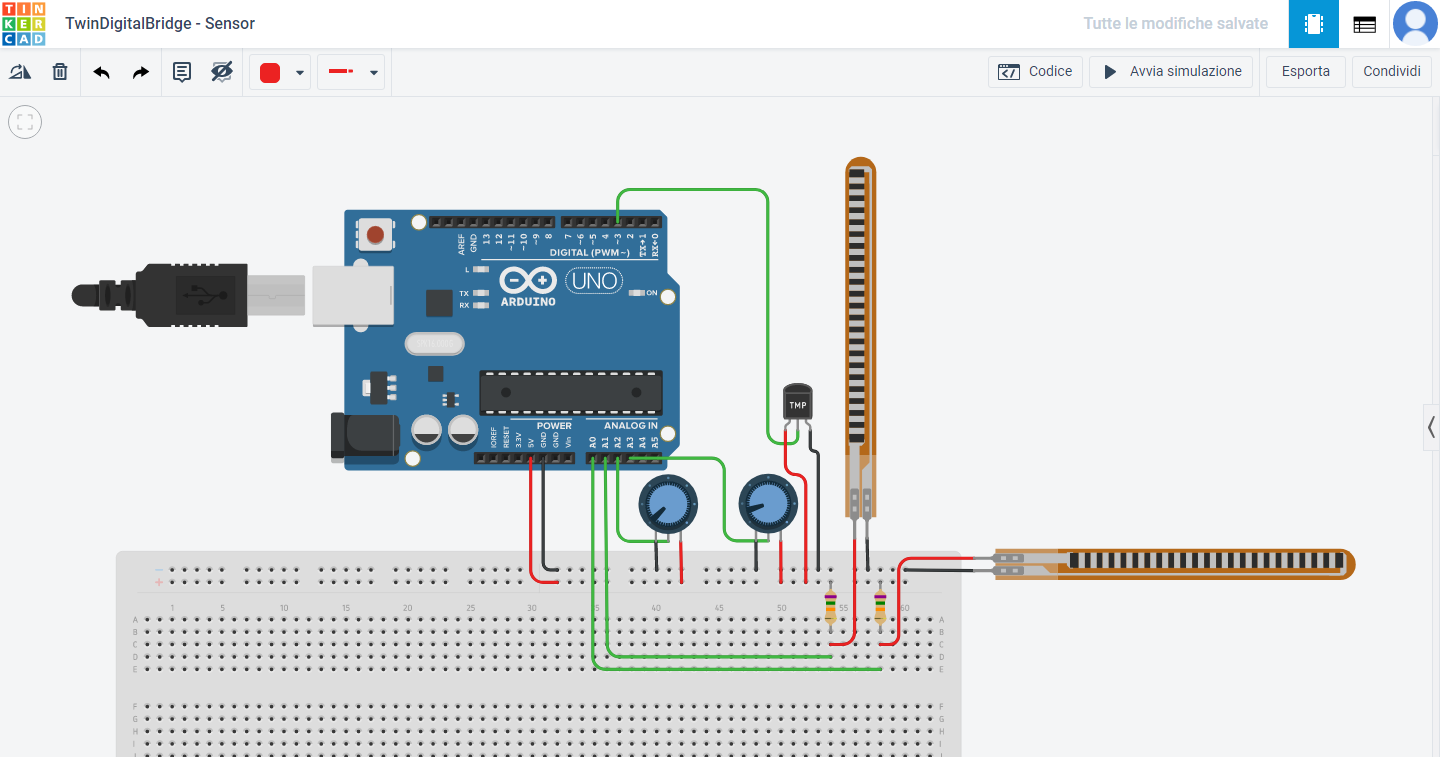 TIN
KER
CAD
TwinDigitalBridge - Sensor
Tutte le modifiche salvate
Codice
Avvia simulazione
Esporta
Condividi
AREF
GND
13
12
~11
~10
~9
8
7
~6
~5
4
~3
2
TX→1
RX←0
DIGITAL (PWM~)
L
TX
RX
ARDUINO
UNO
ON
POWER
ANALOG IN
IOREF
RESET
3.3V
5V
GND
GND
Vin
A0
A1
A2
A3
A4
A5
TMP
1
5
10
15
20
25
30
35
40
45
50
55
60
A
B
C
D
E
F
G
H
I
A
B
C
D
E
F
G
H
I